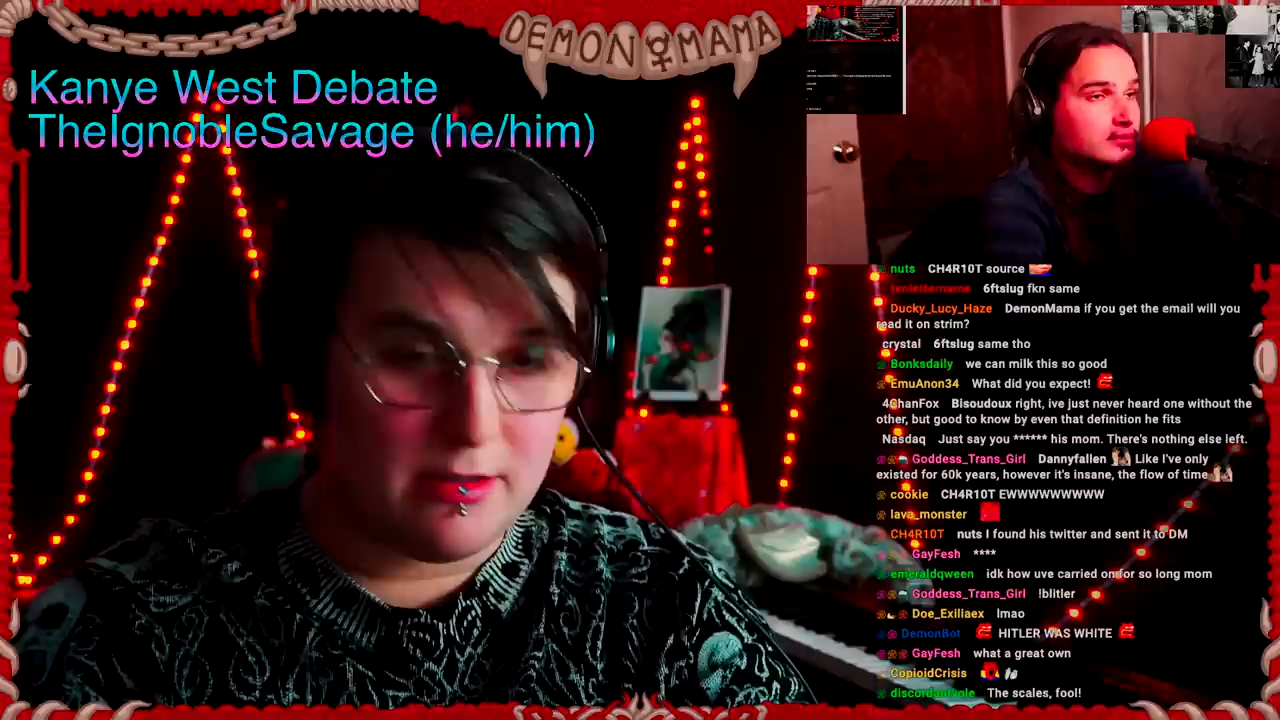 DEMON MAMA
Kanye West Debate
TheIgnobleSavage (he/him)
nuts CH4R10T source
6ftslug fkn same
Ducky_Lucy_Haze DemonMama if you get the email will you
read it on strim?
crystal 6ftslug same tho
Bonksdaily we can milk this so good
EmuAnon34 What did you expect!
4ChanFox Bisoudoux right, ive just never heard one without the
other, but good to know by even that definition he fits
Nasdaq Just say you ****** his mom. There's nothing else left.
Goddess_Trans_Girl Dannyfallen Like I've only
existed for 60k years, however it's insane, the flow of time
cookie CH4R10T EWWWWWWWWW
lava_monster
CH4R10T nuts I found his twitter and sent it to DM
GayFesh ****
emeraldqween idk how uve carried on for so long mom
Goddess_Trans_Girl !blitler
Doe_Exiliaex lmao
DemonBot HITLER WAS WHITE
GayFesh what a great own
CopioidCrisis
discordantvole The scales, fool!